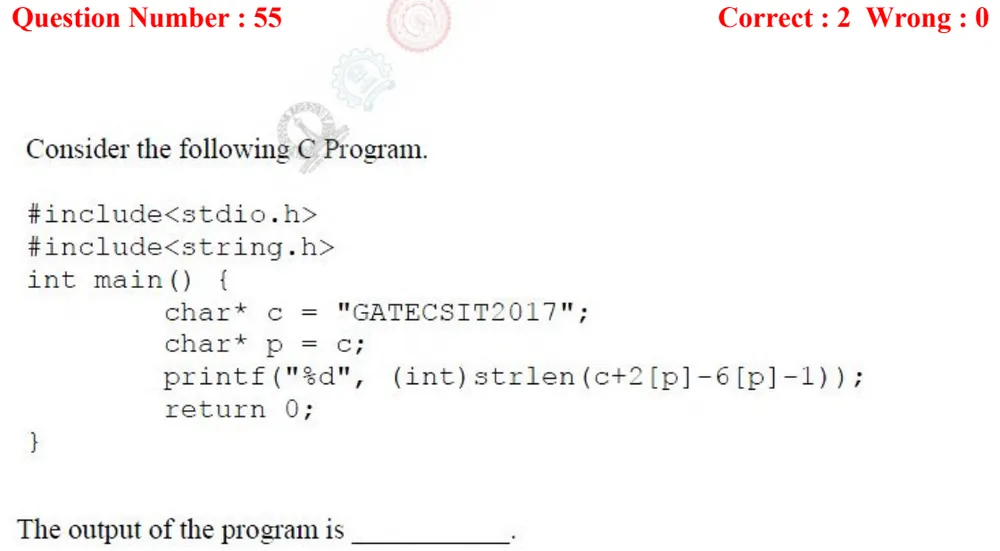 Question Number : 55 Correct : 2 Wrong : 0
Consider the following C Program.
#include<stdio.h>
#include<string.h>
int main() {
char* c = "GATECSIT2017";
char* p = c;
printf("%d", (int)strlen(c+2[p]-6[p]-1));
return 0;
}
The output of the program is ___________.